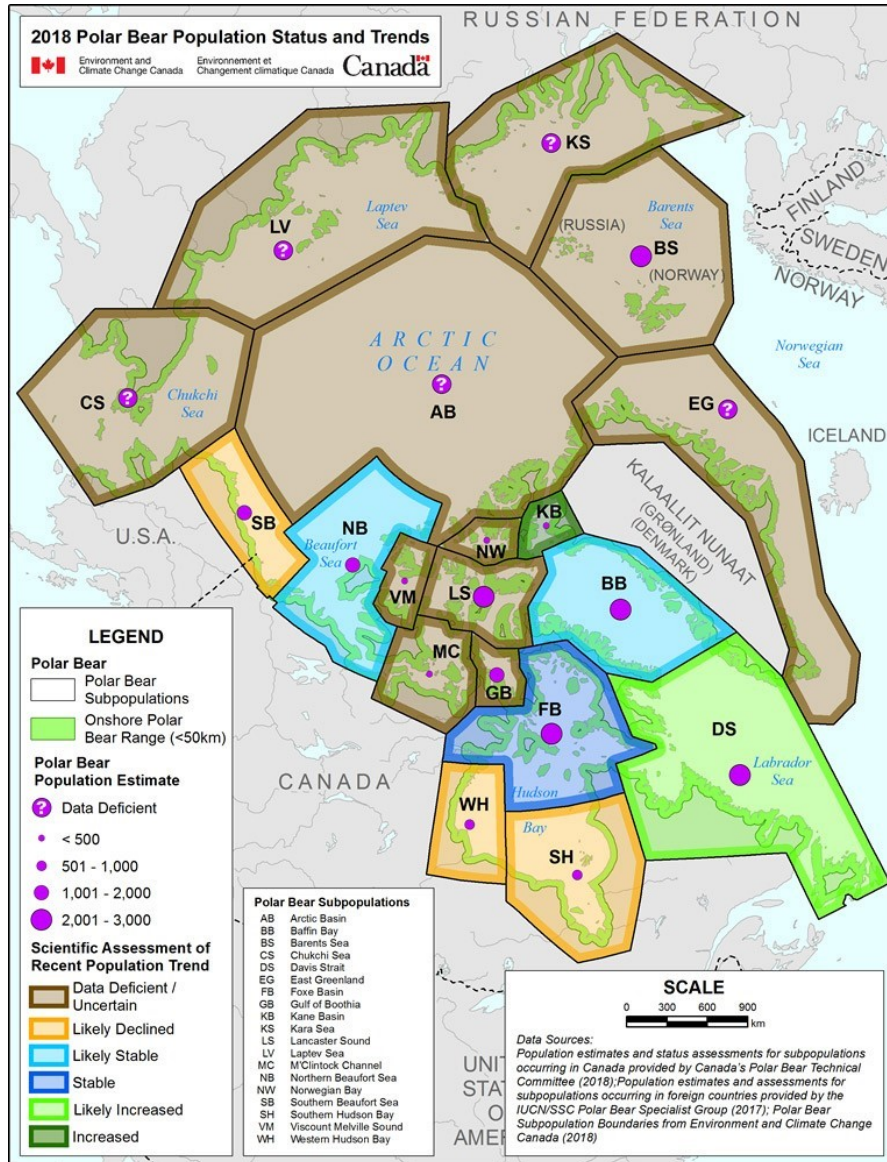 2018 Polar Bear Population Status and Trends
Environment and
Climate Change Canada
Environnement et
Changement climatique Canada
Canada
RUSSIAN FEDERATION
KS
LV
Laptev
Sea
(RUSSIA)
Barents
Sea
BS
(NORWAY)
FINLAND
SWEDEN
NORWAY
ARCTIC
OCEAN
AB
Norwegian
Sea
CS
Chukchi
Sea
EG
ICELAND
U.S.A.
SB
NB
Beaufort
Sea
KB
NW
KALAALLIT NUNAAT
(GRØNLAND)
(DENMARK)
VM
LS
BB
MC
GB
FB
DS
Labrador
Sea
CANADA
Hudson
Bay
WH
SH
UNITED
STATES
OF
AMERICA
LEGEND
Polar Bear
Polar Bear
Subpopulations
Onshore Polar
Bear Range (<50km)
Polar Bear
Population Estimate
? Data Deficient
< 500
501 - 1,000
1,001 - 2,000
2,001 - 3,000
Scientific Assessment of
Recent Population Trend
Data Deficient /
Uncertain
Likely Declined
Likely Stable
Stable
Likely Increased
Increased
Polar Bear Subpopulations
AB Arctic Basin
BB Baffin Bay
BS Barents Sea
CS Chukchi Sea
DS Davis Strait
EG East Greenland
FB Foxe Basin
GB Gulf of Boothia
KB Kane Basin
KS Kara Sea
LS Lancaster Sound
LV Laptev Sea
MC M'Clintock Channel
NB Northern Beaufort Sea
NW Norwegian Bay
SB Southern Beaufort Sea
SH Southern Hudson Bay
VM Viscount Melville Sound
WH Western Hudson Bay
SCALE
0 300 600 900
km
Data Sources:
Population estimates and status assessments for subpopulations
occurring in Canada provided by Canada's Polar Bear Technical
Committee (2018);Population estimates and assessments for
subpopulations occurring in foreign countries provided by the
IUCN/SSC Polar Bear Specialist Group (2017); Polar Bear
Subpopulation Boundaries from Environment and Climate Change
Canada (2018)